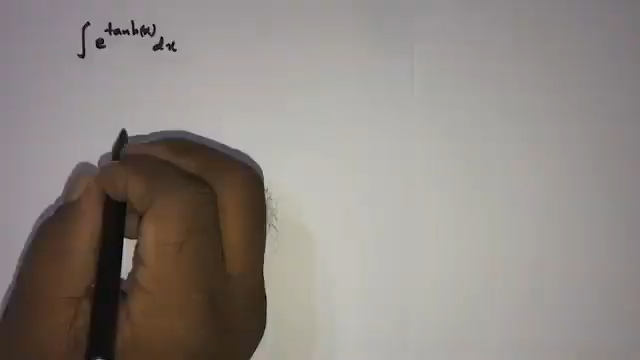 ∫ e^tanh(x) dx